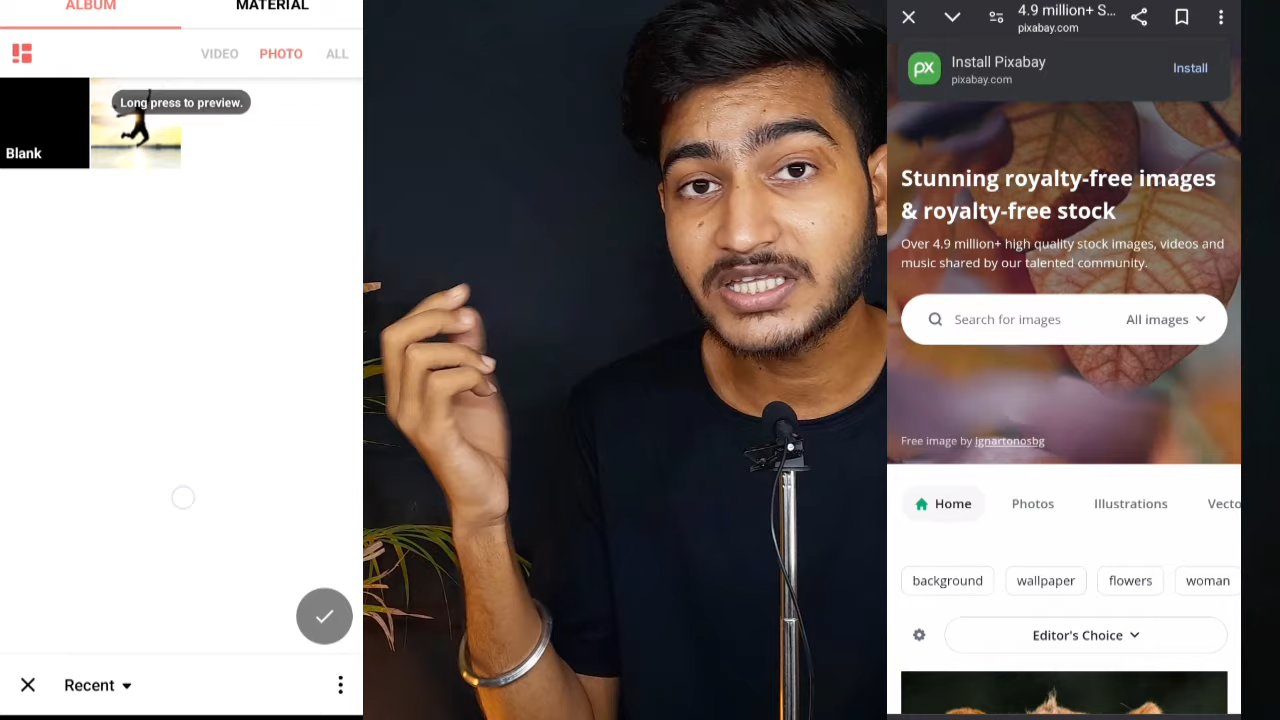 ALBUM
MATERIAL
VIDEO
PHOTO
ALL
Long press to preview.
Blank
Recent
4.9 million+ S...
pixabay.com
px
Install Pixabay
pixabay.com
Install
Stunning royalty-free images
& royalty-free stock
Over 4.9 million+ high quality stock images, videos and
music shared by our talented community.
Search for images
All images
Free image by ignartonosbg
Home
Photos
Illustrations
Vecto
background
wallpaper
flowers
woman
Editor's Choice